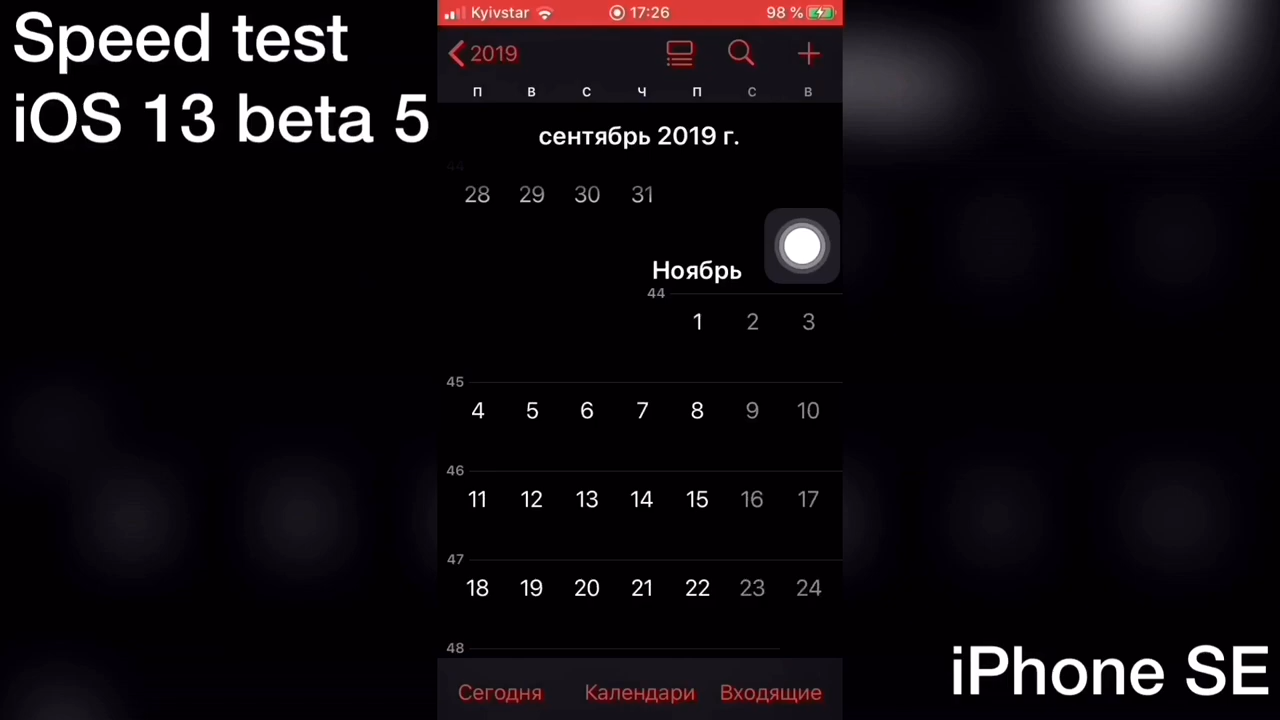 Speed test
iOS 13 beta 5
Kyivstar 17:26 98 %
2019
п в с ч п с в
сентябрь 2019 г.
44
28 29 30 31
Ноябрь
44
1 2 3
45
4 5 6 7 8 9 10
46
11 12 13 14 15 16 17
47
18 19 20 21 22 23 24
48
Сегодня Календари Входящие
iPhone SE